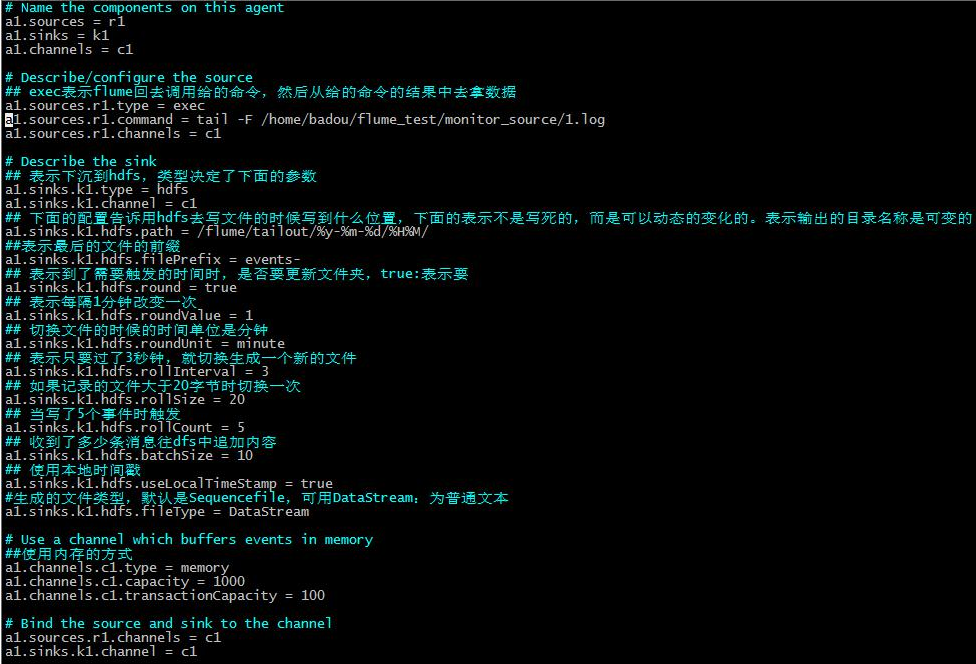 # Name the components on this agent
a1.sources = r1
a1.sinks = k1
a1.channels = c1
# Describe/configure the source
## exec表示flume回去调用给的命令，然后从给的命令的结果中去拿数据
a1.sources.r1.type = exec
a1.sources.r1.command = tail -F /home/badou/flume_test/monitor_source/1.log
a1.sources.r1.channels = c1
# Describe the sink
## 表示下沉到hdfs，类型决定了下面的参数
a1.sinks.k1.type = hdfs
a1.sinks.k1.channel = c1
## 下面的配置告诉用hdfs去写文件的时候写到什么位置，下面的表示不是写死的，而是可以动态的变化的。表示输出的目录名称是可变的
a1.sinks.k1.hdfs.path = /flume/tailout/%y-%m-%d/%H%M/
##表示最后的文件的前缀
a1.sinks.k1.hdfs.filePrefix = events-
## 表示到了需要触发的时间时，是否要更新文件夹，true:表示要
a1.sinks.k1.hdfs.round = true
## 表示每隔1分钟改变一次
a1.sinks.k1.hdfs.roundValue = 1
## 切换文件的时候的时间单位是分钟
a1.sinks.k1.hdfs.roundUnit = minute
## 表示只要过了3秒钟，就切换生成一个新的文件
a1.sinks.k1.hdfs.rollInterval = 3
## 如果记录的文件大于20字节时切换一次
a1.sinks.k1.hdfs.rollSize = 20
## 当写了5个事件时触发
a1.sinks.k1.hdfs.rollCount = 5
## 收到了多少条消息往dfs中追加内容
a1.sinks.k1.hdfs.batchSize = 10
## 使用本地时间戳
a1.sinks.k1.hdfs.useLocalTimeStamp = true
#生成的文件类型，默认是Sequencefile，可用DataStream：为普通文本
a1.sinks.k1.hdfs.fileType = DataStream
# Use a channel which buffers events in memory
##使用内存的方式
a1.channels.c1.type = memory
a1.channels.c1.capacity = 1000
a1.channels.c1.transactionCapacity = 100
# Bind the source and sink to the channel
a1.sources.r1.channels = c1
a1.sinks.k1.channel = c1